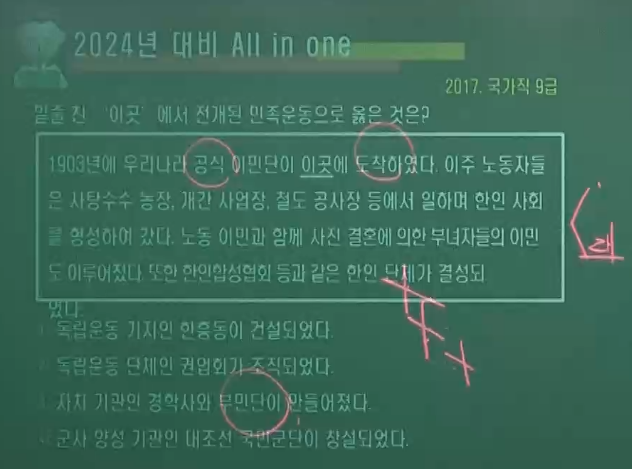 2024년 대비 All in one
2017. 국가직 9급
밑줄 친 '이곳' 에서 전개된 민족운동으로 옳은 것은?
1903년에 우리나라 공식 이민단이 이곳에 도착하였다. 이주 노동자들
은 사탕수수 농장, 개간 사업장, 철도 공사장 등에서 일하며 한인 사회
를 형성하여 갔다. 노동 이민과 함께 사진 결혼에 의한 부녀자들의 이민
도 이루어졌다. 또한 한인합성협회 등과 같은 한인 단체가 결성되
었다.
독립운동 기지인 한흥동이 건설되었다.
독립운동 단체인 권업회가 조직되었다.
자치 기관인 경학사와 부민단이 만들어졌다.
군사 양성 기관인 대조선 국민군단이 창설되었다.